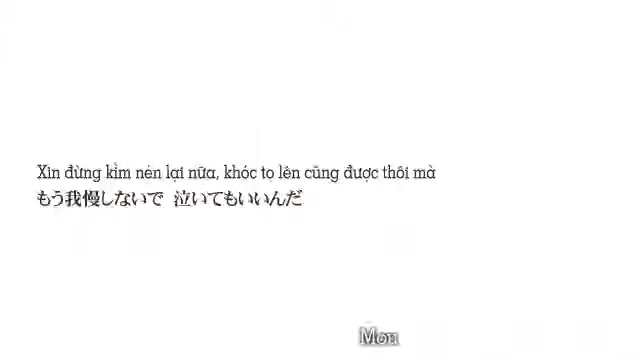 Xin đừng kìm nén lại nữa, khóc to lên cũng được thôi mà
もう我慢しないで 泣いてもいいんだ
Mou